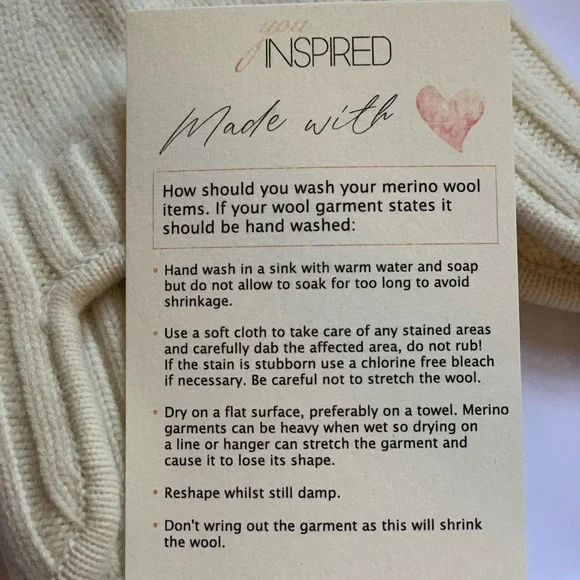 you
INSPIRED
Made with
How should you wash your merino wool
items. If your wool garment states it
should be hand washed:
• Hand wash in a sink with warm water and soap
but do not allow to soak for too long to avoid
shrinkage.
• Use a soft cloth to take care of any stained areas
and carefully dab the affected area, do not rub!
If the stain is stubborn use a chlorine free bleach
if necessary. Be careful not to stretch the wool.
• Dry on a flat surface, preferably on a towel. Merino
garments can be heavy when wet so drying on
a line or hanger can stretch the garment and
cause it to lose its shape.
• Reshape whilst still damp.
• Don't wring out the garment as this will shrink
the wool.